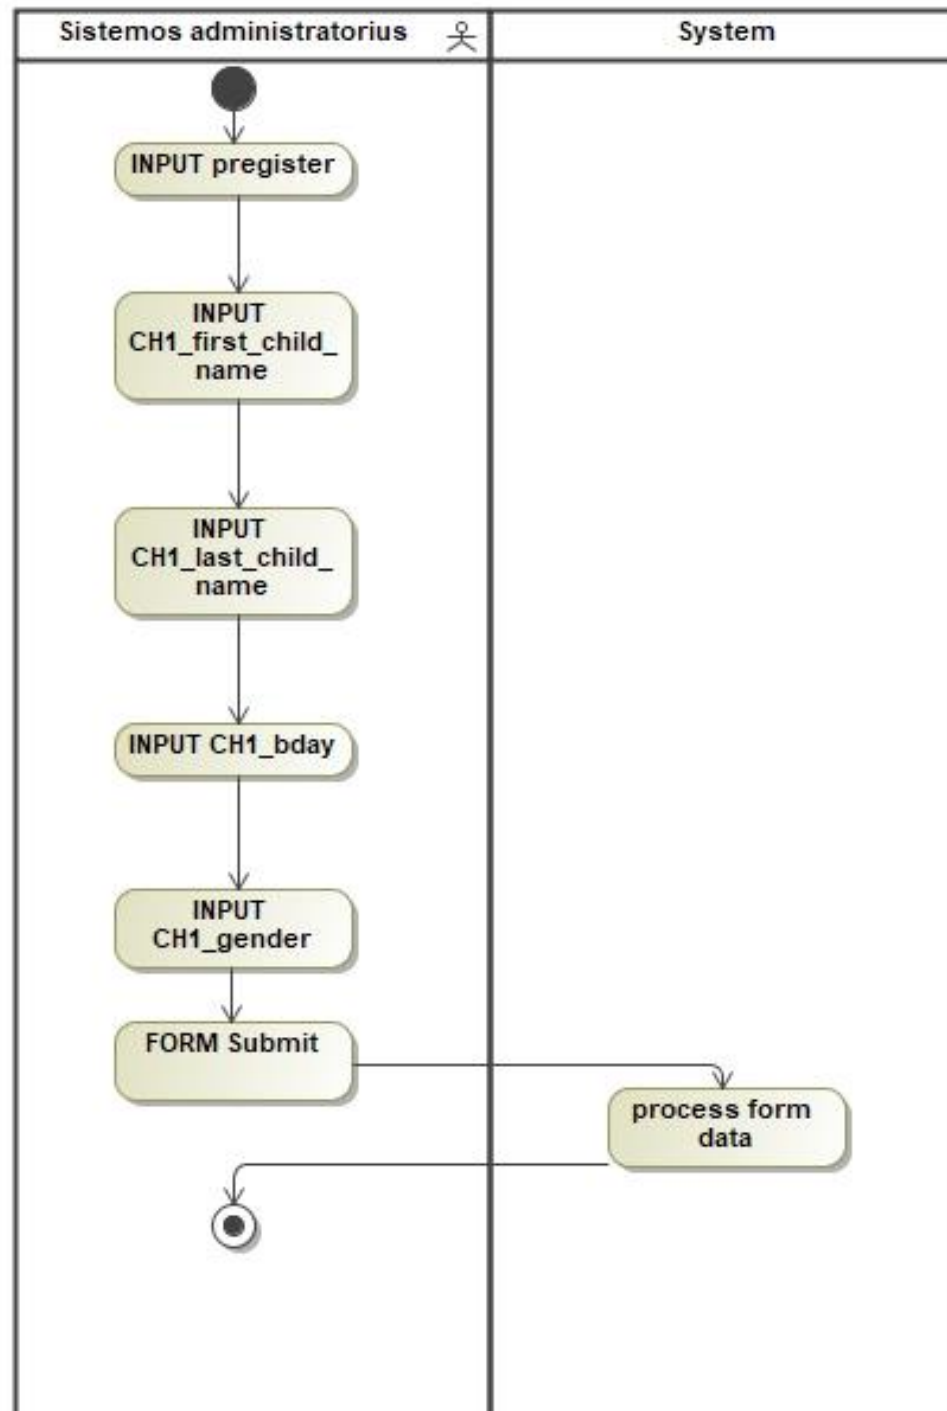 Sistemos administratorius
System
INPUT pregister
INPUT
CH1_first_child_
name
INPUT
CH1_last_child_
name
INPUT CH1_bday
INPUT
CH1_gender
FORM Submit
process form
data